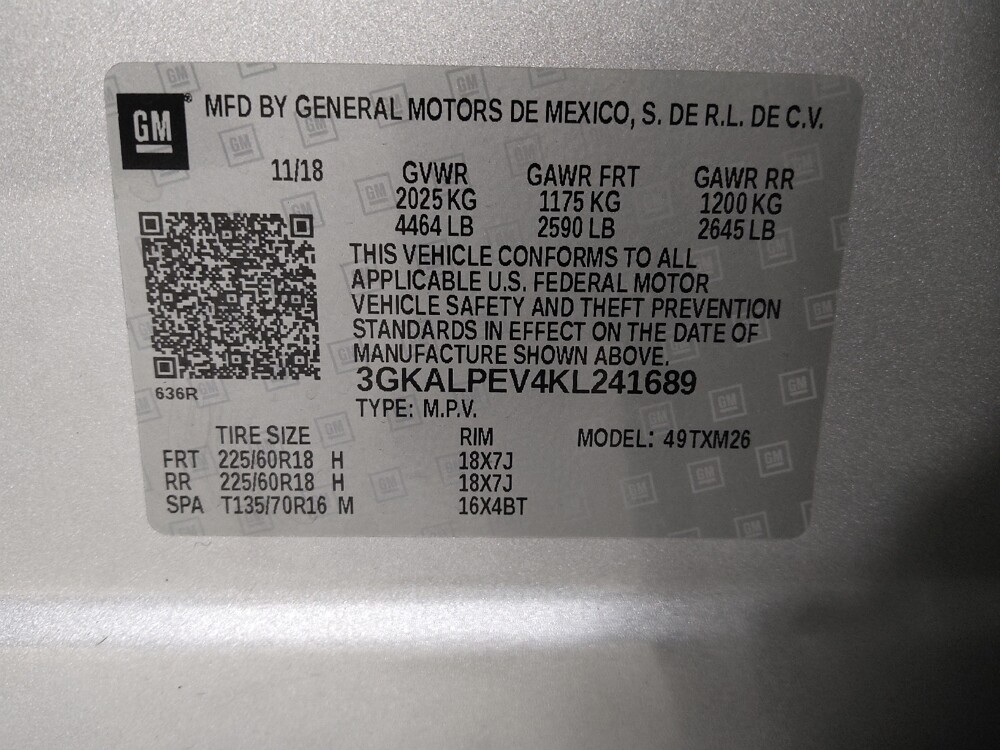 GM
MFD BY GENERAL MOTORS DE MEXICO, S. DE R.L. DE C.V.
11/18 GVWR GAWR FRT GAWR RR
2025 KG 1175 KG 1200 KG
4464 LB 2590 LB 2645 LB
THIS VEHICLE CONFORMS TO ALL
APPLICABLE U.S. FEDERAL MOTOR
VEHICLE SAFETY AND THEFT PREVENTION
STANDARDS IN EFFECT ON THE DATE OF
MANUFACTURE SHOWN ABOVE.
3GKALPEV4KL241689
636R
TYPE: M.P.V.
TIRE SIZE RIM MODEL: 49TXM26
FRT 225/60R18 H 18X7J
RR 225/60R18 H 18X7J
SPA T135/70R16 M 16X4BT